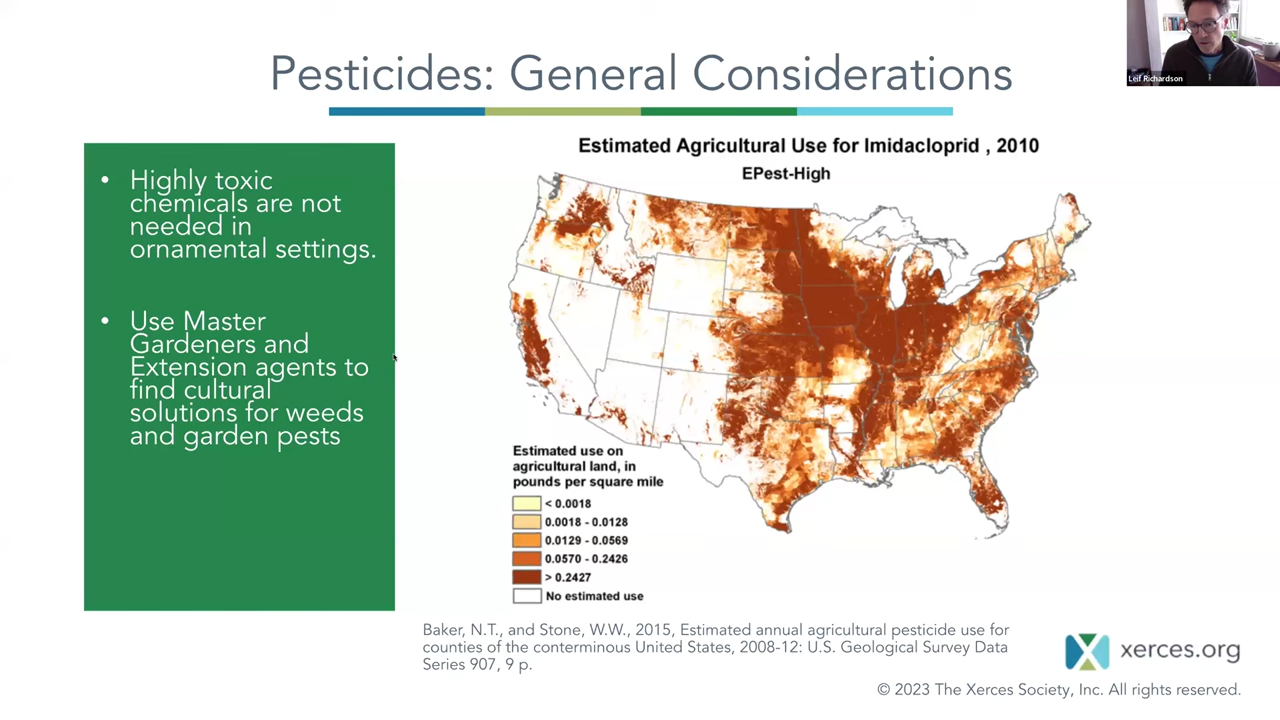 Pesticides: General Considerations
Leif Richardson
• Highly toxic
chemicals are not
needed in
ornamental settings.
• Use Master
Gardeners and
Extension agents to
find cultural
solutions for weeds
and garden pests
Estimated Agricultural Use for Imidacloprid , 2010
EPest-High
Estimated use on
agricultural land, in
pounds per square mile
< 0.0018
0.0018 - 0.0128
0.0129 - 0.0569
0.0570 - 0.2426
> 0.2427
No estimated use
Baker, N.T., and Stone, W.W., 2015, Estimated annual agricultural pesticide use for
counties of the conterminous United States, 2008-12: U.S. Geological Survey Data
Series 907, 9 p.
xerces.org
© 2023 The Xerces Society, Inc. All rights reserved.